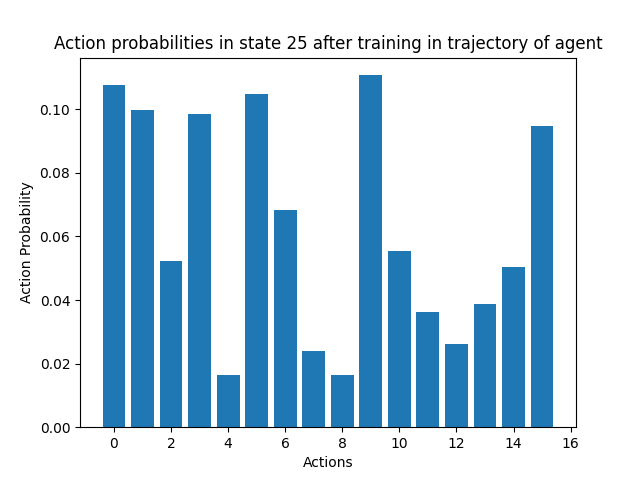 Action probabilities in state 25 after training in trajectory of agent
Action Probability
0.10
0.08
0.06
0.04
0.02
0.00
0 2 4 6 8 10 12 14 16
Actions